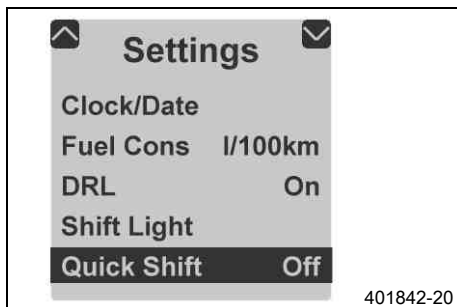 Settings
Clock/Date
Fuel Cons l/100km
DRL On
Shift Light
Quick Shift Off
401842-20